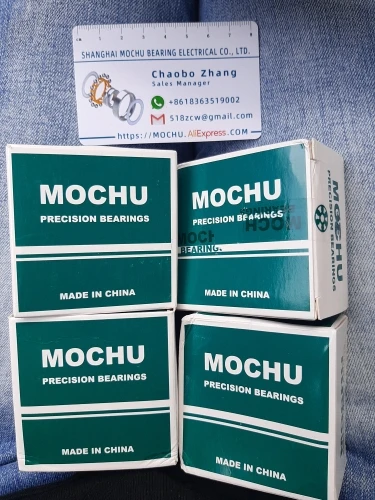 SHANGHAI MOCHU BEARING ELECTRICAL CO., LTD.
Chaobo Zhang
Sales Manager
+8618363519002
518zcw@gmail.com
https://MOCHU.AliExpress.COM
MOCHU
PRECISION BEARINGS
MADE IN CHINA
MOCHU
PRECISION BEARINGS
MADE IN CHINA
MOCHU
PRECISION BEARINGS
MOCHU
PRECISION BEARINGS
MADE IN CHINA
MOCHU
PRECISION BEARINGS
MADE IN CHINA